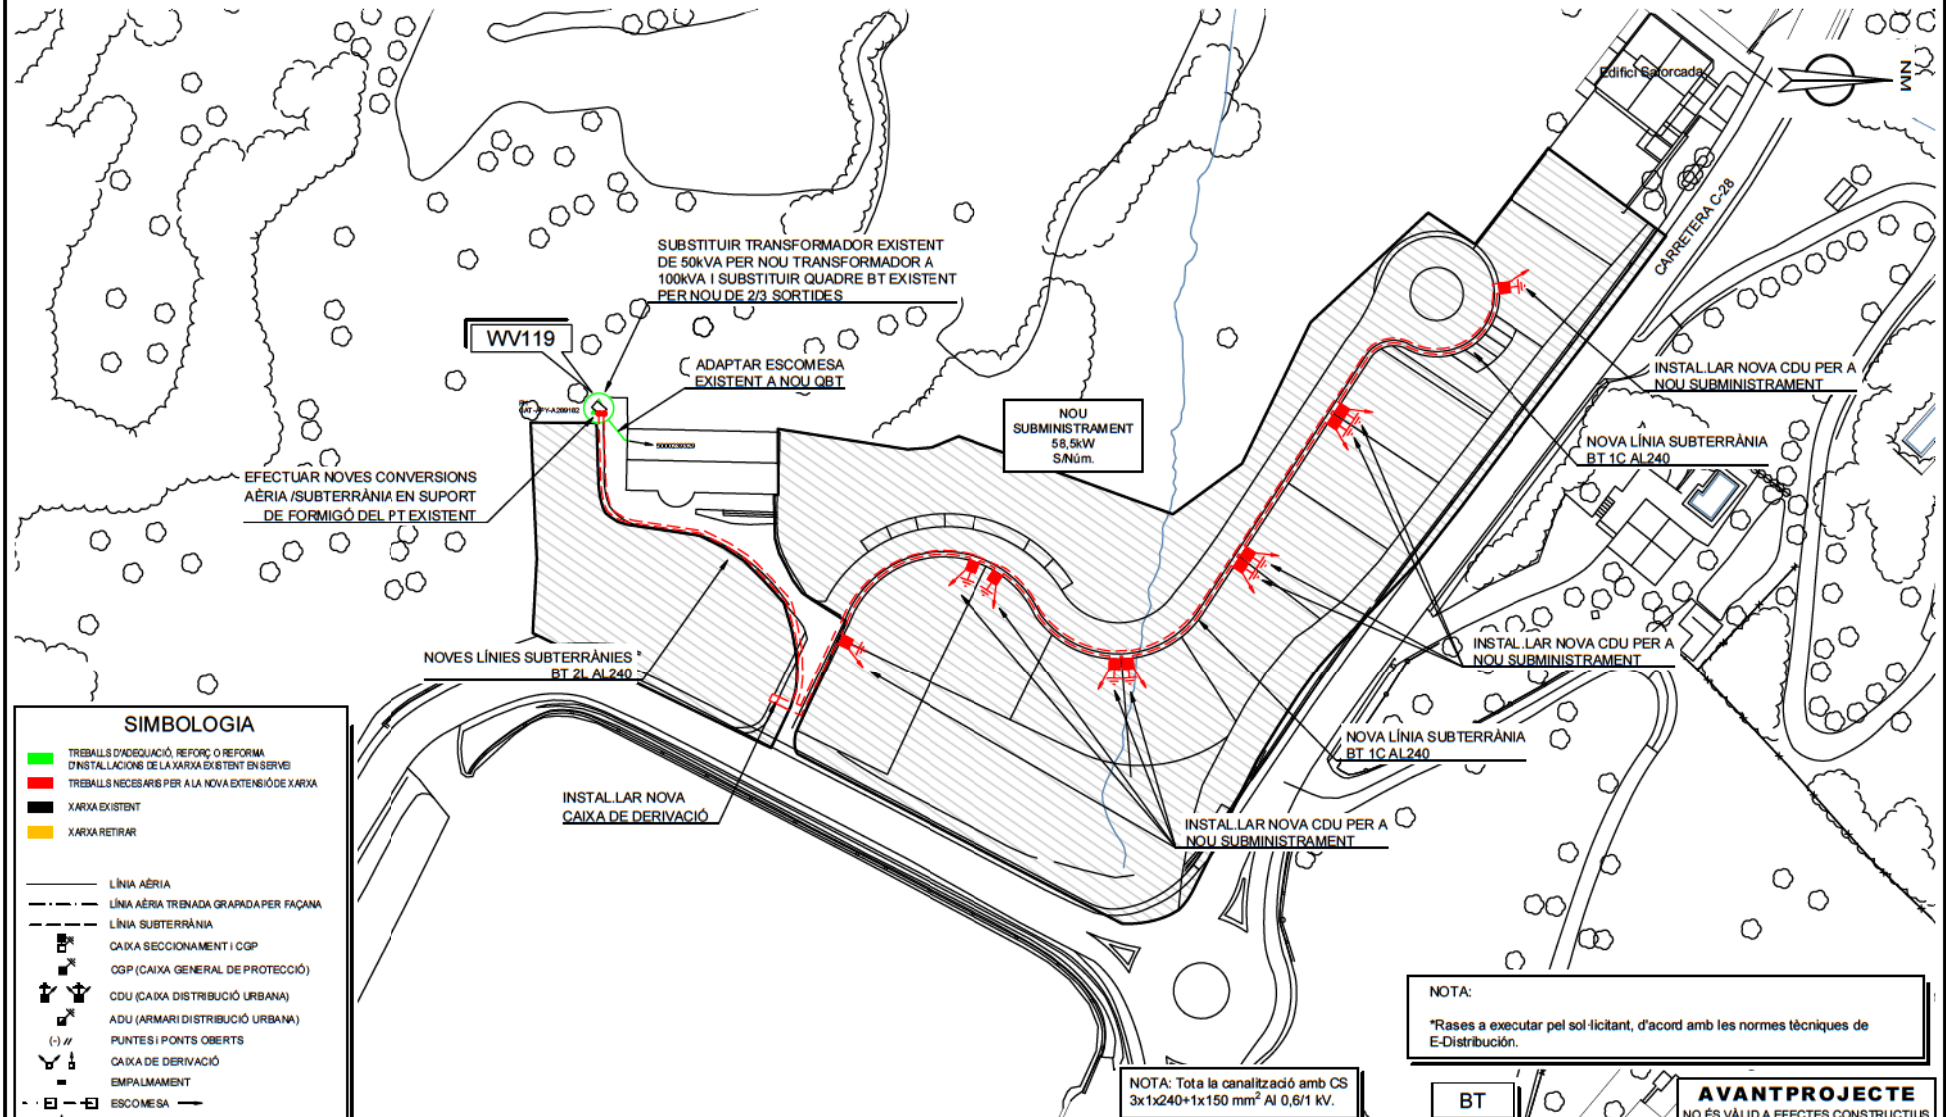 Edifici Saforcada
NM
CARRETERA C-28
SUBSTITUIR TRANSFORMADOR EXISTENT
DE 50kVA PER NOU TRANSFORMADOR A
100kVA I SUBSTITUIR QUADRE BT EXISTENT
PER NOU DE 2/3 SORTIDES
WV119
ADAPTAR ESCOMESA
EXISTENT A NOU QBT
5000239329
NOU
SUBMINISTRAMENT
58,5kW
S/Núm.
INSTAL.LAR NOVA CDU PER A
NOU SUBMINISTRAMENT
NOVA LÍNIA SUBTERRÀNIA
BT 1C AL240
EFECTUAR NOVES CONVERSIONS
AÈRIA /SUBTERRÀNIA EN SUPORT
DE FORMIGÓ DEL PT EXISTENT
NOVES LÍNIES SUBTERRÀNIES
BT 2L AL240
INSTAL.LAR NOVA CDU PER A
NOU SUBMINISTRAMENT
NOVA LÍNIA SUBTERRÀNIA
BT 1C AL240
INSTAL.LAR NOVA
CAIXA DE DERIVACIÓ
INSTAL.LAR NOVA CDU PER A
NOU SUBMINISTRAMENT
SIMBOLOGIA
TREBALLS D'ADEQUACIÓ, REFORÇ O REFORMA
D'INSTAL·LACIONS DE LA XARXA EXISTENT EN SERVEI
TREBALLS NECESARIS PER A LA NOVA EXTENSIÓ DE XARXA
XARXA EXISTENT
XARXA RETIRAR
LÍNIA AÈRIA
LÍNIA AÈRIA TRENADA GRAPADA PER FAÇANA
LÍNIA SUBTERRÀNIA
CAIXA SECCIONAMENT i CGP
CGP (CAIXA GENERAL DE PROTECCIÓ)
CDU (CAIXA DISTRIBUCIÓ URBANA)
ADU (ARMARI DISTRIBUCIÓ URBANA)
(-) // PUNTES i PONTS OBERTS
CAIXA DE DERIVACIÓ
EMPALMAMENT
ESCOMESA
NOTA:
*Rases a executar pel sol·licitant, d'acord amb les normes tècniques de
E-Distribución.
NOTA: Tota la canalització amb CS
3x1x240+1x150 mm² Al 0,6/1 kV.
BT
AVANTPROJECTE
NO ÉS VÀLID A EFECTES CONSTRUCTIUS